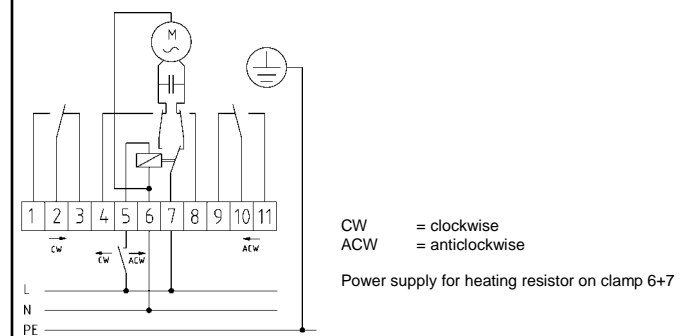 M
1 2 3 4 5 6 7 8 9 10 11
CW CW ACW ACW
L
N
PE
CW = clockwise
ACW = anticlockwise
Power supply for heating resistor on clamp 6+7